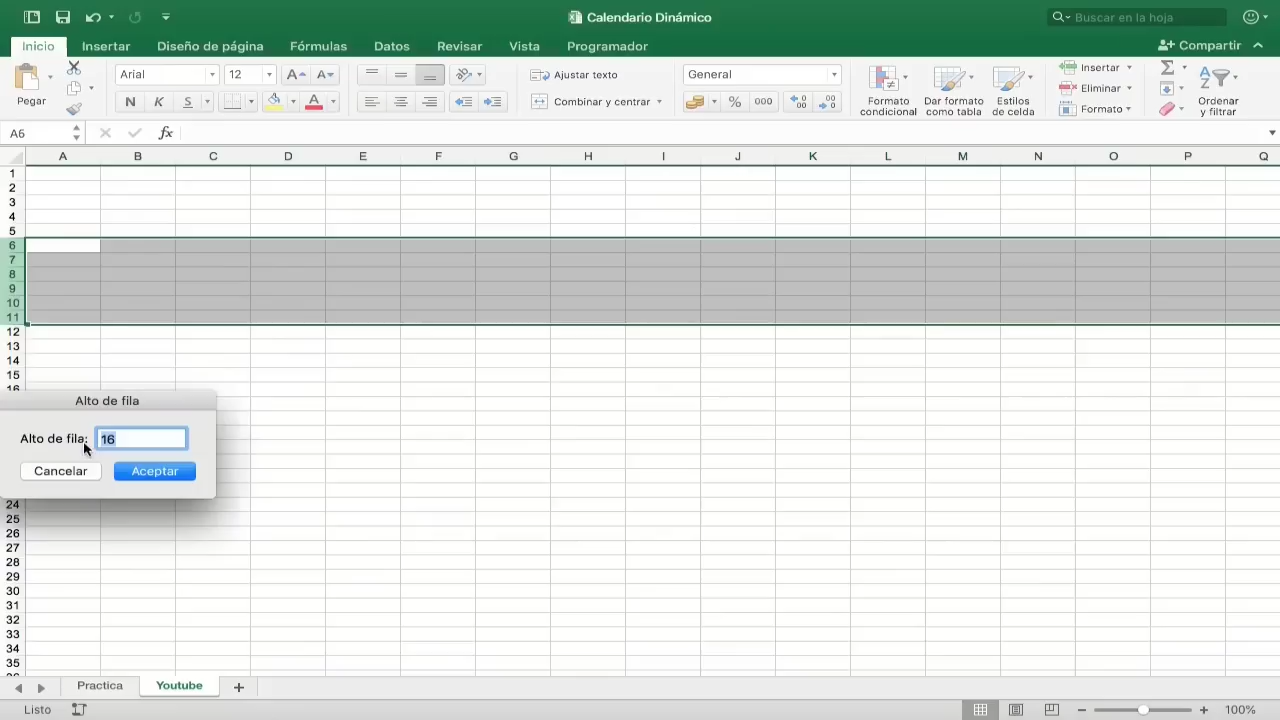 Calendario Dinámico
Buscar en la hoja
Inicio Insertar Diseño de página Fórmulas Datos Revisar Vista Programador Compartir
Pegar
Arial 12
N K S A
Ajustar texto
Combinar y centrar
General
% 000
Formato condicional
Dar formato como tabla
Estilos de celda
Insertar
Eliminar
Formato
Ordenar y filtrar
A6 fx
A B C D E F G H I J K L M N O P Q
1
2
3
4
5
6
7
8
9
10
11
12
13
14
15
16
Alto de fila
Alto de fila: 16
Cancelar Aceptar
24
25
26
27
28
29
30
31
32
33
34
35
Practica Youtube
Listo 100%